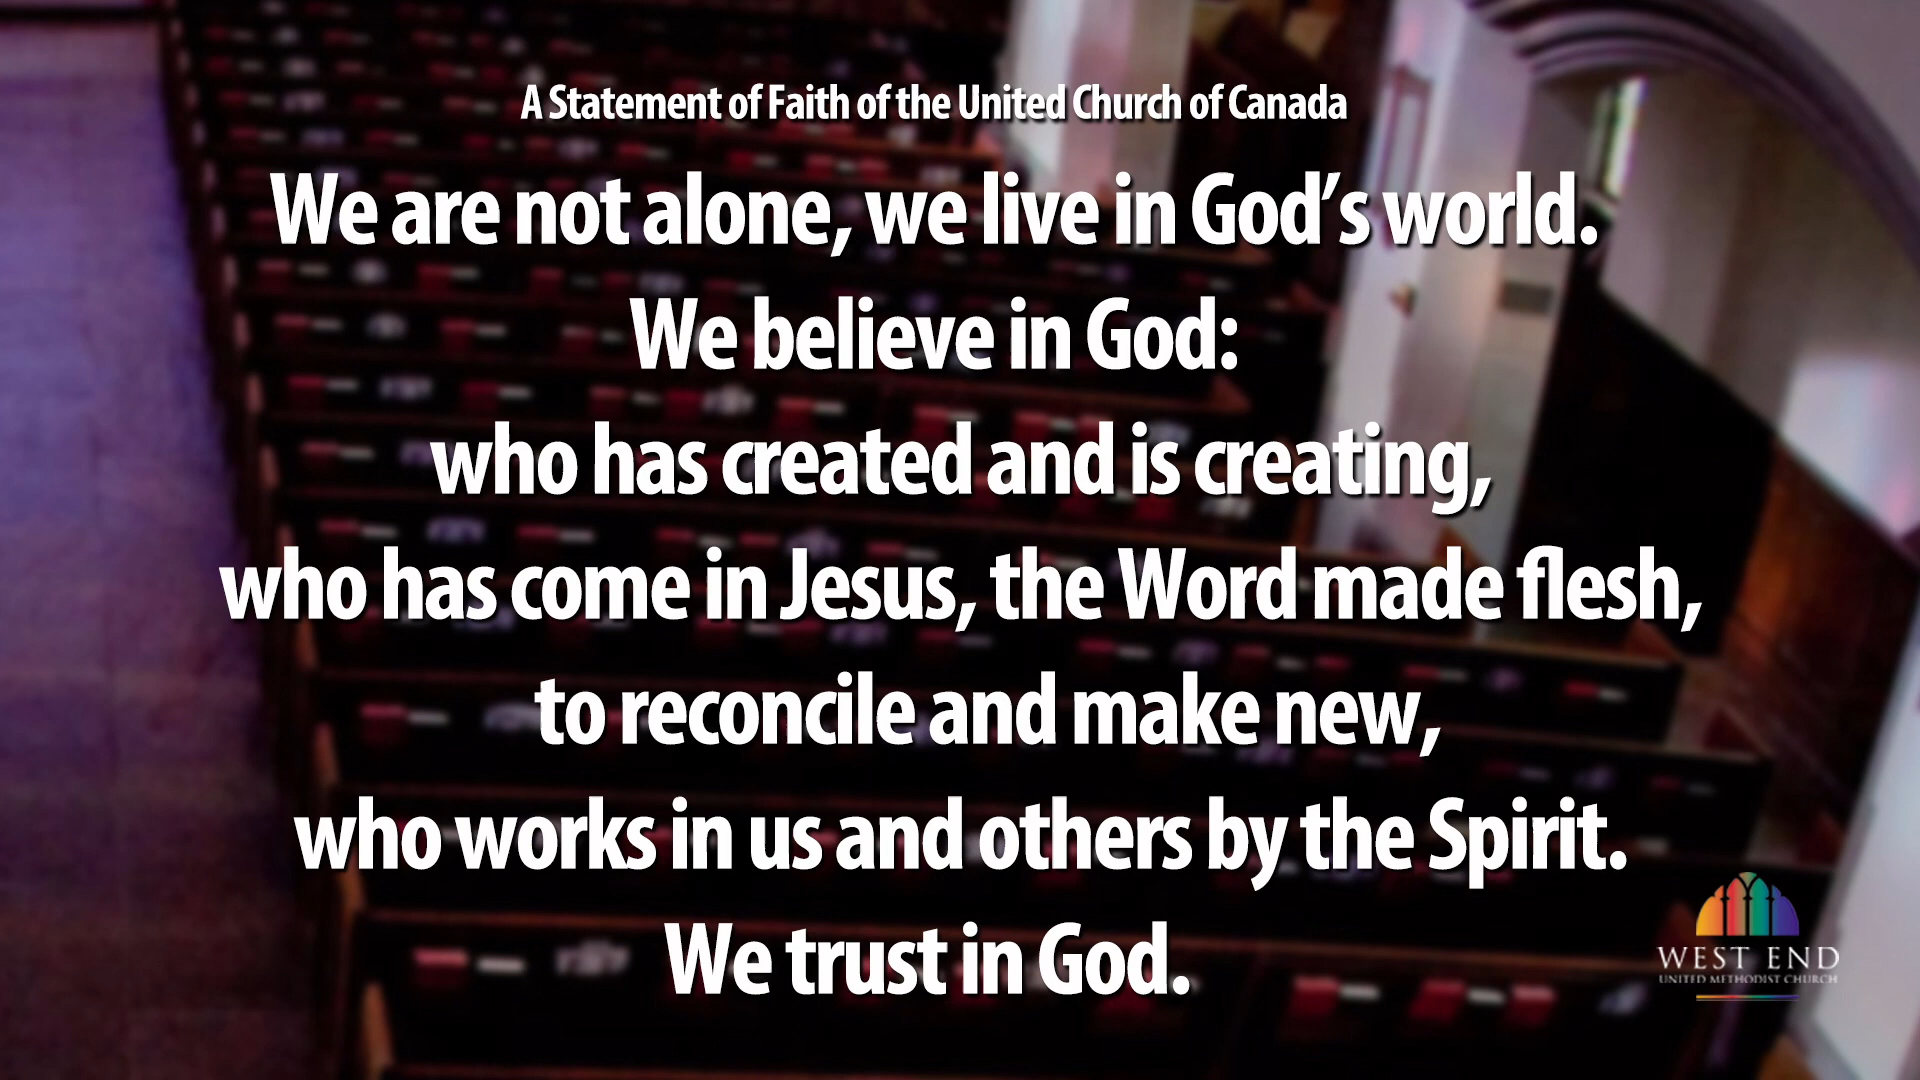 A Statement of Faith of the United Church of Canada
We are not alone, we live in God’s world.
We believe in God:
who has created and is creating,
who has come in Jesus, the Word made flesh,
to reconcile and make new,
who works in us and others by the Spirit.
We trust in God.
WEST END
UNITED METHODIST CHURCH